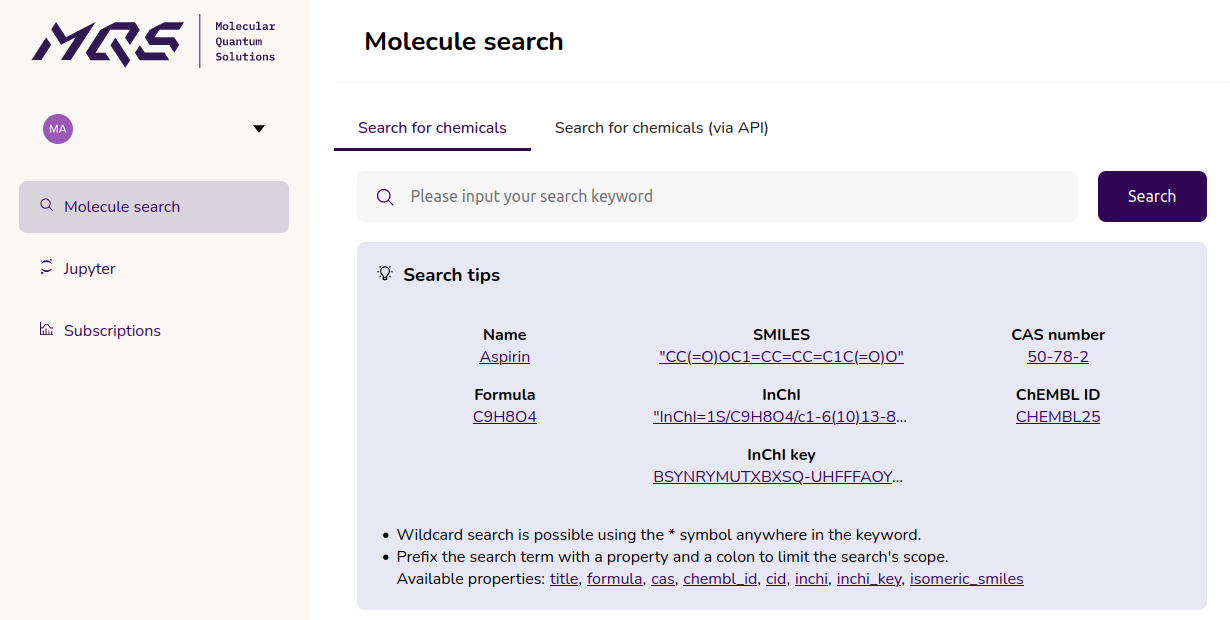 MQS
Molecular
Quantum
Solutions
MA
Molecule search
Jupyter
Subscriptions
Molecule search
Search for chemicals
Search for chemicals (via API)
Please input your search keyword
Search
Search tips
Name
SMILES
CAS number
Aspirin
"CC(=O)OC1=CC=CC=C1C(=O)O"
50-78-2
Formula
InChI
ChEMBL ID
C9H8O4
"InChI=1S/C9H8O4/c1-6(10)13-8...
CHEMBL25
InChI key
BSYNRYMUTXBXSQ-UHFFFAOY...
• Wildcard search is possible using the * symbol anywhere in the keyword.
• Prefix the search term with a property and a colon to limit the search's scope.
Available properties: title, formula, cas, chembl_id, cid, inchi, inchi_key, isomeric_smiles